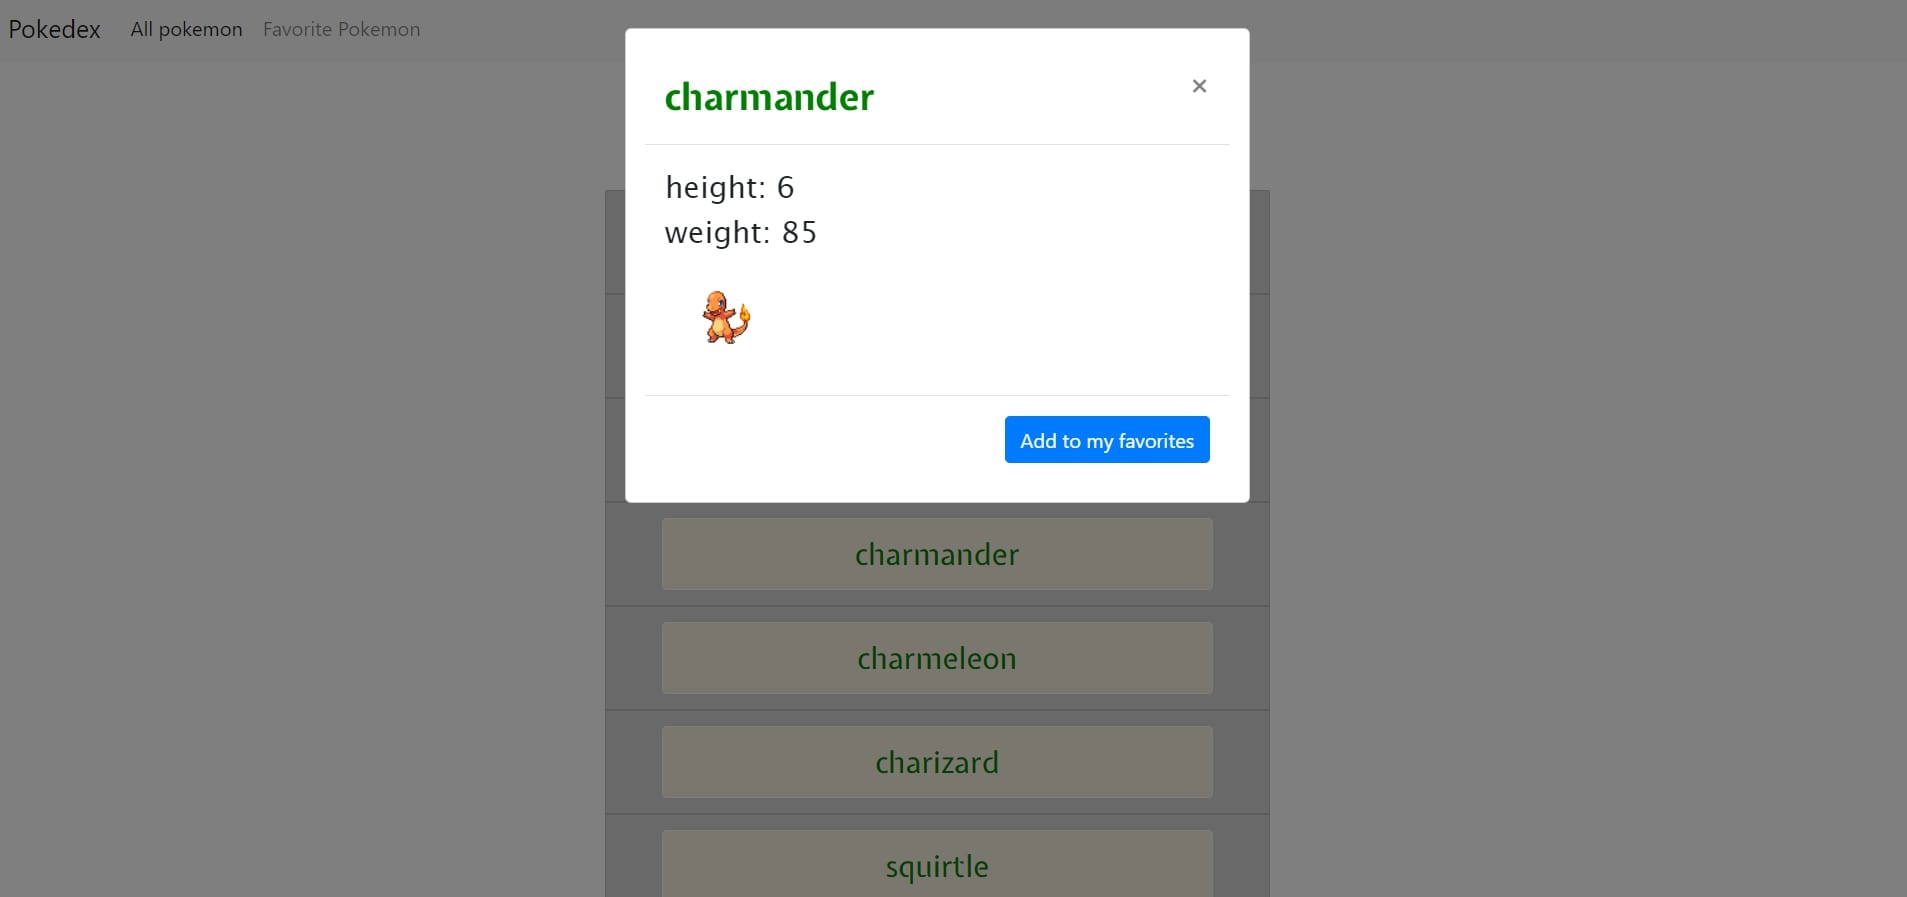 Pokedex All pokemon Favorite Pokemon
charmander ×
height: 6
weight: 85
Add to my favorites
charmander
charmeleon
charizard
squirtle